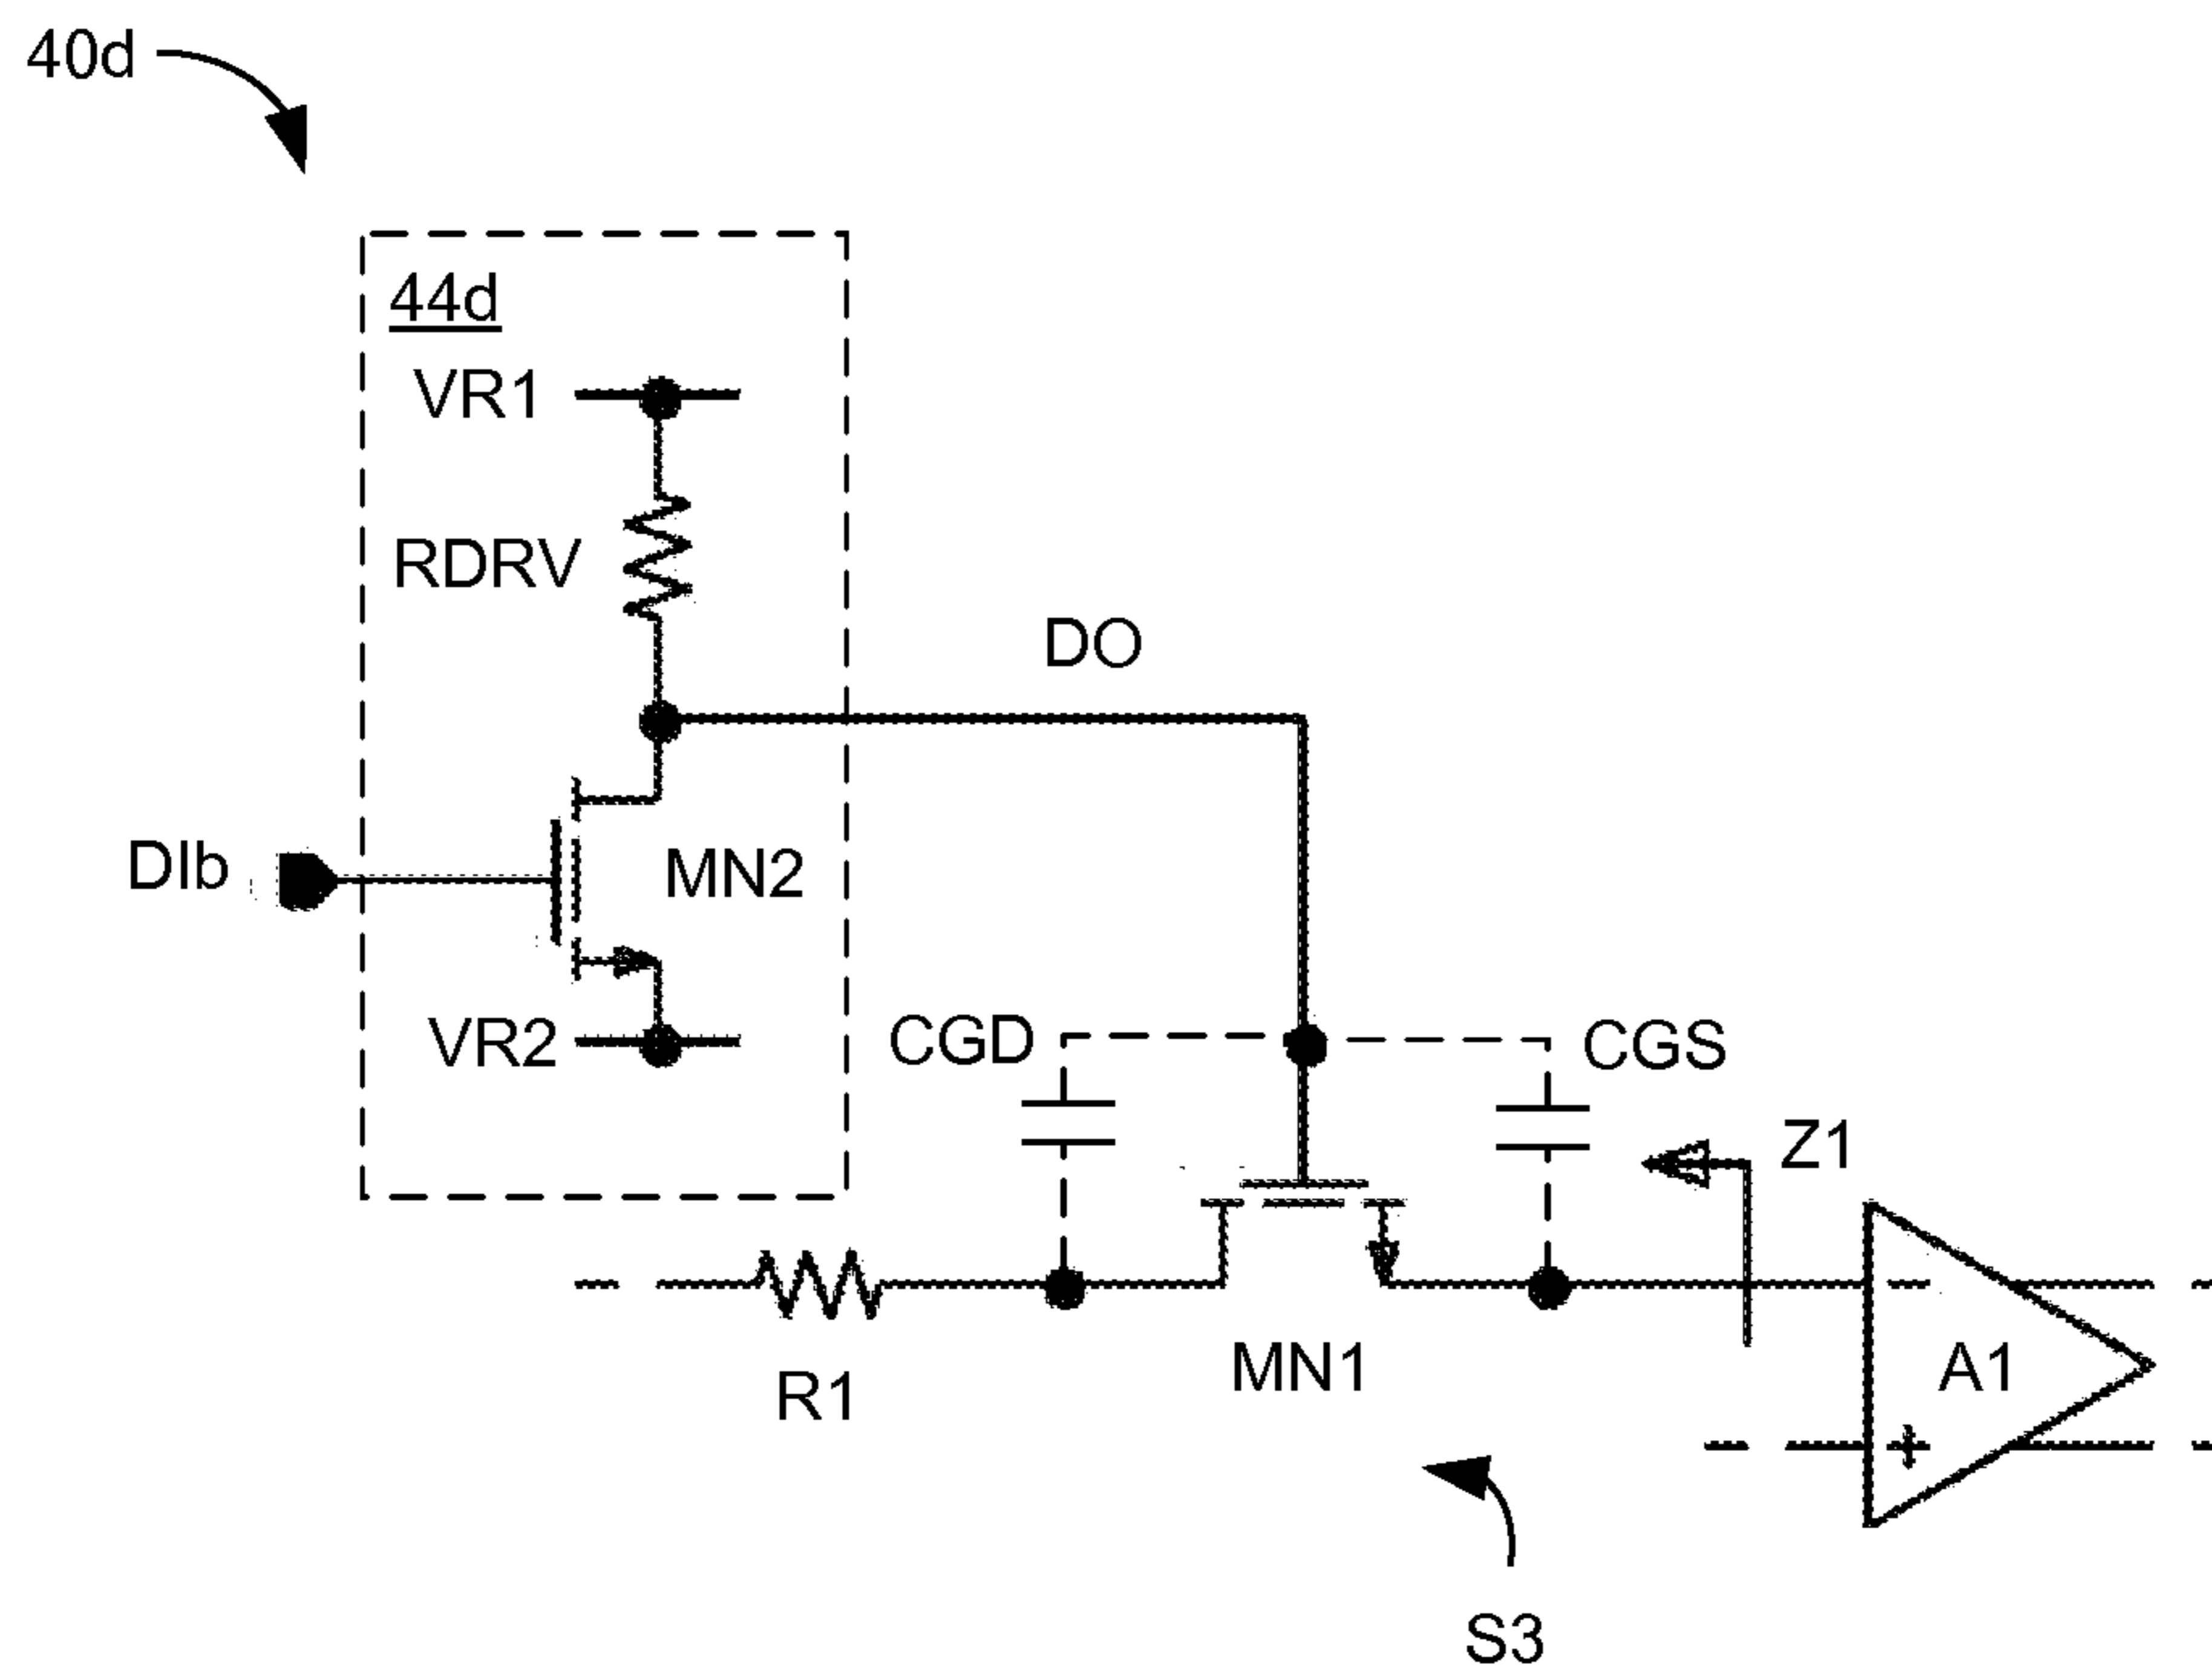 40d
44d
VR1
RDRV
DO
DIb
MN2
VR2
CGD
CGS
Z1
R1
MN1
A1
S3